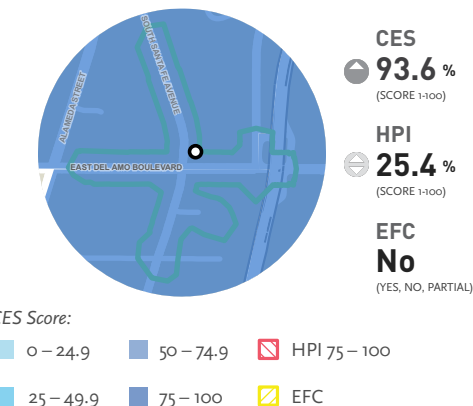 SOUTH SANTA FE AVENUE
ALAMEDA STREET
EAST DEL AMO BOULEVARD
CES
93.6 %
(SCORE 1-100)
HPI
25.4 %
(SCORE 1-100)
EFC
No
(YES, NO, PARTIAL)
CES Score:
0 – 24.9
50 – 74.9
HPI 75 – 100
25 – 49.9
75 – 100
EFC